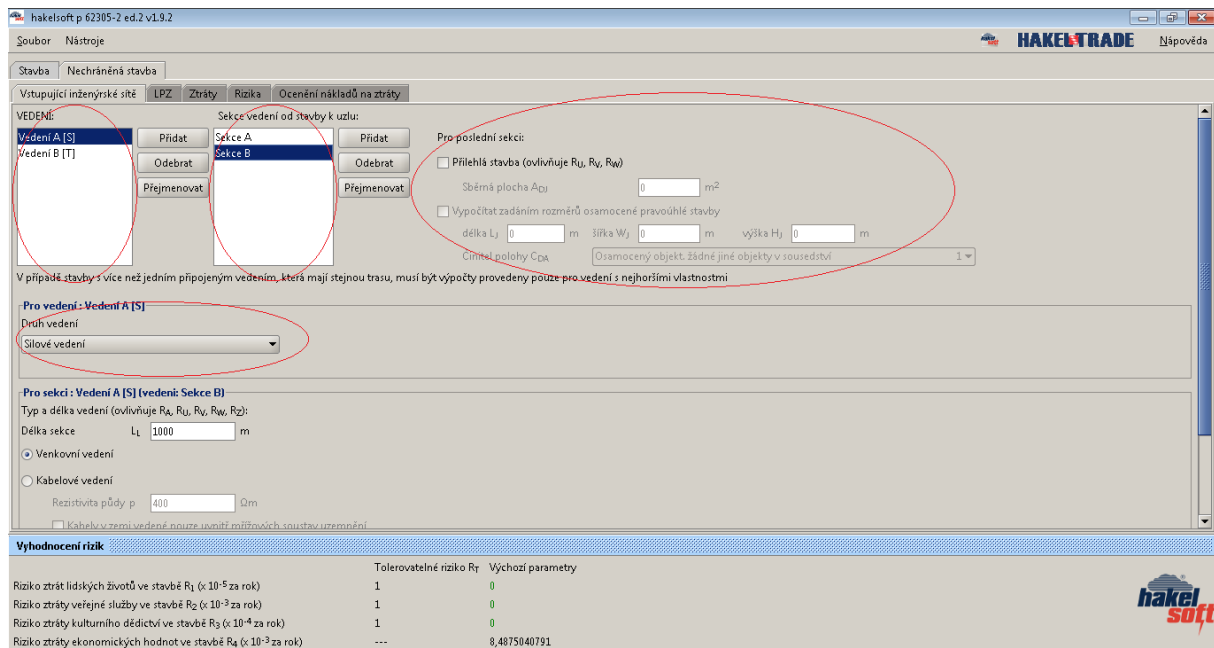 hakelsoft p 62305-2 ed.2 v1.9.2
Soubor Nástroje HAKEL TRADE Nápověda
Stavba Nechráněná stavba
Vstupující inženýrské sítě LPZ Ztráty Rizika Ocenění nákladů na ztráty
VEDENÍ: Sekce vedení od stavby k uzlu:
Vedení A [S] Přidat Sekce A Přidat Pro poslední sekci:
Vedení B [T] Odebrat Sekce B Odebrat Přilehlá stavba (ovlivňuje RU, RV, RW)
Přejmenovat Přejmenovat Sběrná plocha ADJ 0 m2
Vypočítat zadáním rozměrů osamocené pravoúhlé stavby
délka LJ 0 m šířka WJ 0 m výška HJ 0 m
Činitel polohy CDA Osamocený objekt, žádné jiné objekty v sousedství 1
V případě stavby s více než jedním připojeným vedením, která mají stejnou trasu, musí být výpočty provedeny pouze pro vedení s nejhoršími vlastnostmi
Pro vedení : Vedení A [S]
Druh vedení
Silové vedení
Pro sekci : Vedení A [S] (vedeni: Sekce B)
Typ a délka vedení (ovlivňuje RA, RU, RV, RW, RZ):
Délka sekce LL 1000 m
Venkovní vedení
Kabelové vedení
Rezistivita půdy ρ 400 Ωm
Kabely v zemi vedené pouze uvnitř mřížových soustav uzemnění
Vyhodnocení rizik
Tolerovatelné riziko RT Výchozí parametry
Riziko ztrát lidských životů ve stavbě R1 (x 10-5 za rok) 1 0
Riziko ztráty veřejné služby ve stavbě R2 (x 10-3 za rok) 1 0
Riziko ztráty kulturního dědictví ve stavbě R3 (x 10-4 za rok) 1 0
Riziko ztráty ekonomických hodnot ve stavbě R4 (x 10-3 za rok) --- 8,4875040791
hakel
soft